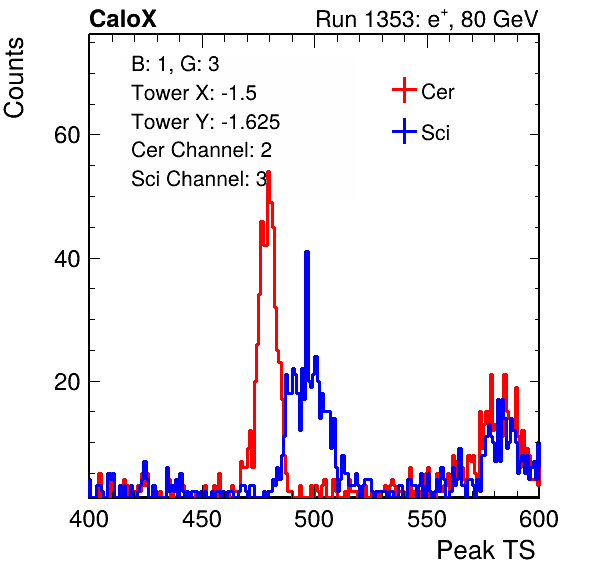 CaloX Run 1353: e⁺, 80 GeV
Counts
B: 1, G: 3
Tower X: -1.5
Tower Y: -1.625
Cer Channel: 2
Sci Channel: 3
Cer
Sci
60
40
20
400 450 500 550 600
Peak TS